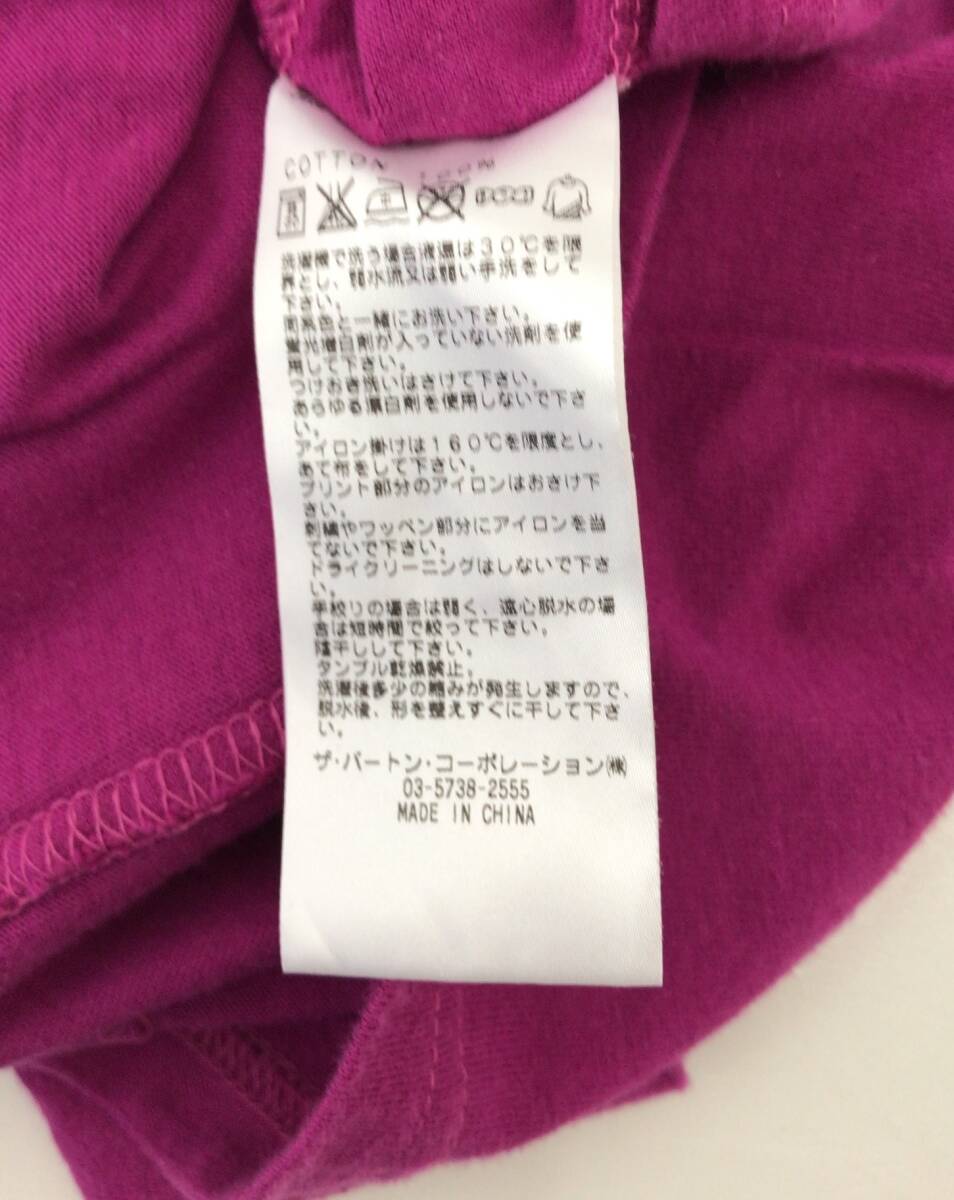 COTTON 100%
中
洗濯機で洗う場合液温は30℃を限
界とし、弱水流又は弱い手洗をして
下さい。
同系色と一緒にお洗い下さい。
蛍光増白剤が入っていない洗剤を使
用して下さい。
つけおき洗いはさけて下さい。
あらゆる漂白剤を使用しないで下さ
い。
アイロン掛けは160℃を限度とし、
あて布をして下さい。
プリント部分のアイロンはおさけ下
さい。
刺繍やワッペン部分にアイロンを当
てないで下さい。
ドライクリーニングはしないで下さ
い。
手絞りの場合は弱く、遠心脱水の場
合は短時間で絞って下さい。
陰干しして下さい。
タンブル乾燥禁止。
洗濯後多少の縮みが発生しますので、
脱水後、形を整えすぐに干して下さ
い。
ザ・バートン・コーポレーション㈱
03-5738-2555
MADE IN CHINA